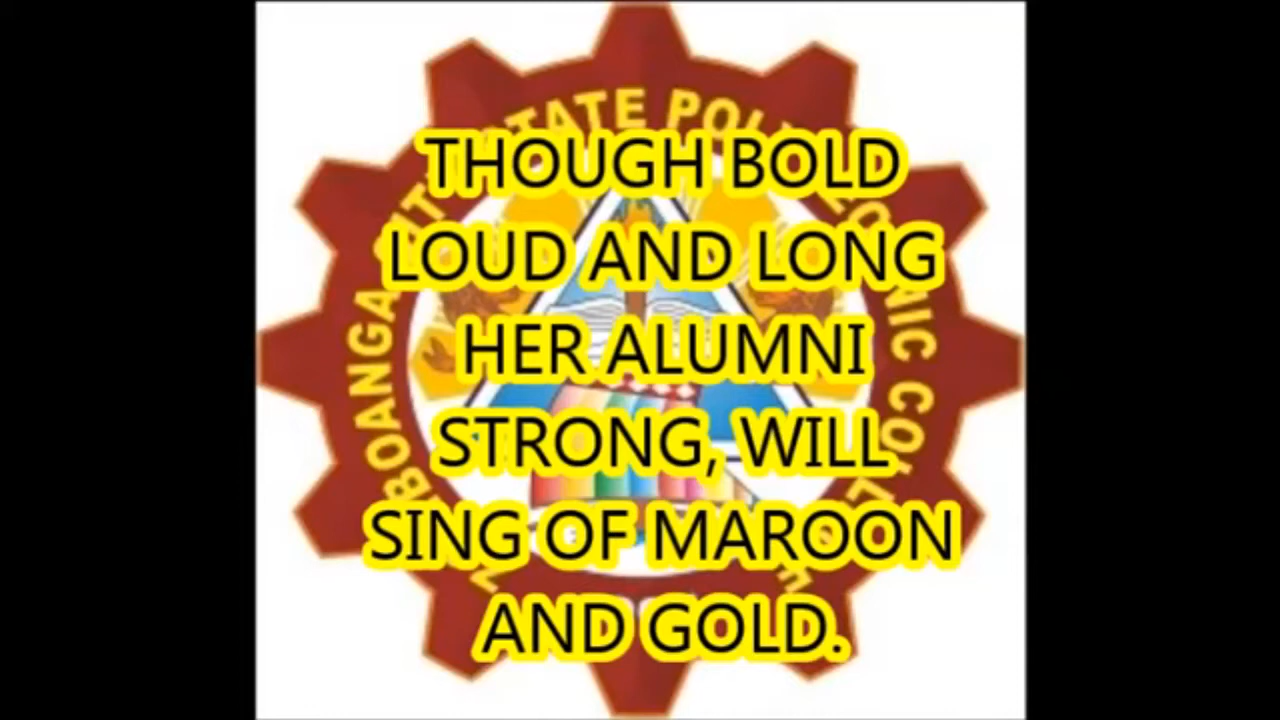 THOUGH BOLD
LOUD AND LONG
HER ALUMNI
STRONG, WILL
SING OF MAROON
AND GOLD.